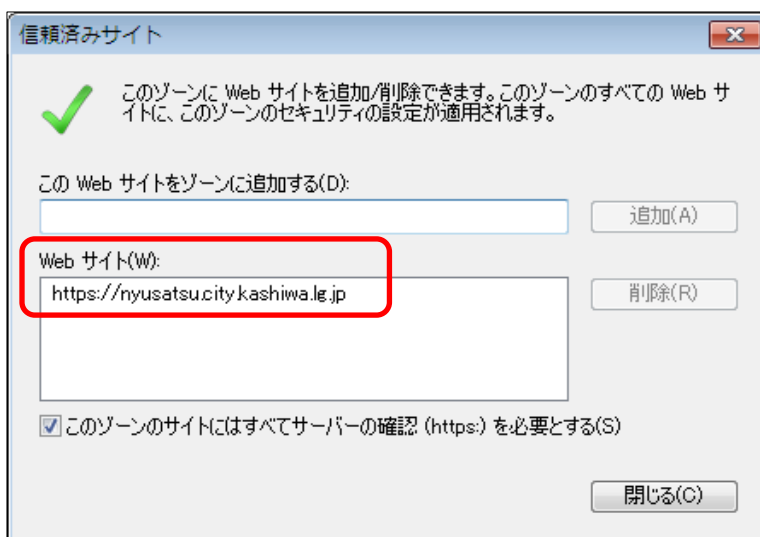 信頼済みサイト
このゾーンに Web サイトを追加/削除できます。このゾーンのすべての Web サ
イトに、このゾーンのセキュリティの設定が適用されます。
この Web サイトをゾーンに追加する(D):
追加(A)
Web サイト(W):
https://nyusatsu.city.kashiwa.lg.jp
削除(R)
このゾーンのサイトにはすべてサーバーの確認 (https:) を必要とする(S)
閉じる(C)